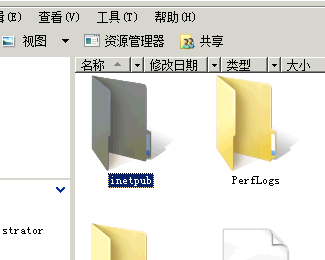 (E) 查看(V) 工具(T) 帮助(H)
视图 资源管理器 共享
名称 修改日期 类型 大小
inetpub PerfLogs
strator